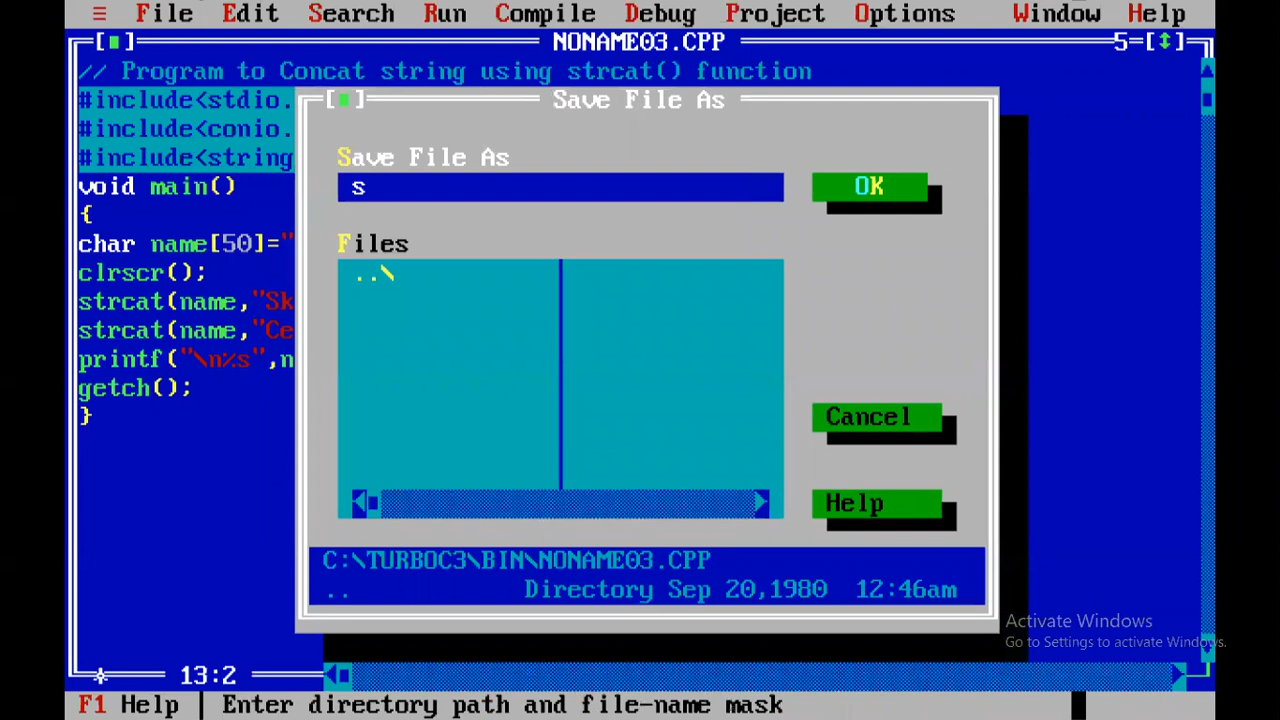 ≡ File Edit Search Run Compile Debug Project Options Window Help
[■] NONAME03.CPP 5=[↕]
// Program to Concat string using strcat() function
#include<stdio.
#include<conio.
#include<string
void main()
{
char name[50]="
clrscr();
strcat(name,"Sk
strcat(name,"Ce
printf("\n%s",n
getch();
}
[■] Save File As
Save File As
s
OK
Files
..\
Cancel
Help
C:\TURBOC3\BIN\NONAME03.CPP
.. Directory Sep 20,1980 12:46am
Activate Windows
Go to Settings to activate Windows.
13:2
F1 Help Enter directory path and file-name mask